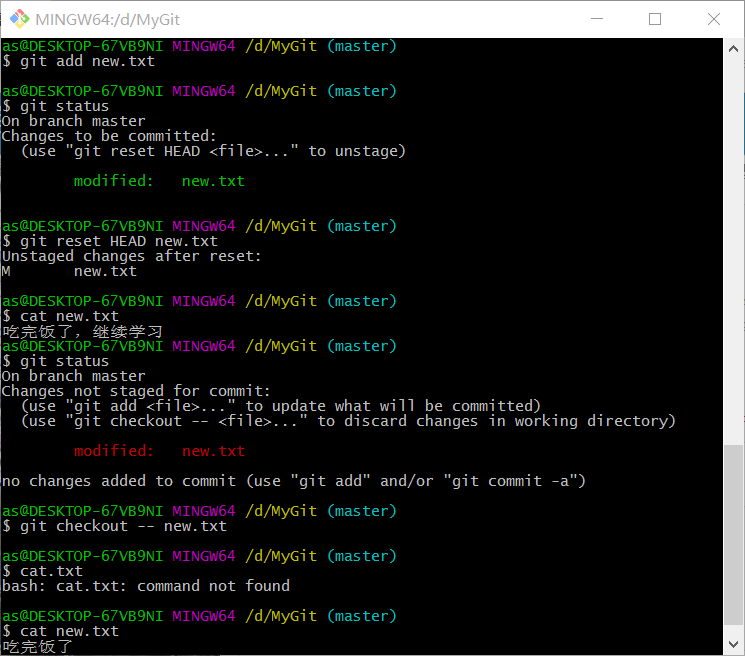 MINGW64:/d/MyGit
as@DESKTOP-67VB9NI MINGW64 /d/MyGit (master)
$ git add new.txt
as@DESKTOP-67VB9NI MINGW64 /d/MyGit (master)
$ git status
On branch master
Changes to be committed:
  (use "git reset HEAD <file>..." to unstage)
        modified:   new.txt
as@DESKTOP-67VB9NI MINGW64 /d/MyGit (master)
$ git reset HEAD new.txt
Unstaged changes after reset:
M       new.txt
as@DESKTOP-67VB9NI MINGW64 /d/MyGit (master)
$ cat new.txt
吃完饭了，继续学习
as@DESKTOP-67VB9NI MINGW64 /d/MyGit (master)
$ git status
On branch master
Changes not staged for commit:
  (use "git add <file>..." to update what will be committed)
  (use "git checkout -- <file>..." to discard changes in working directory)
        modified:   new.txt
no changes added to commit (use "git add" and/or "git commit -a")
as@DESKTOP-67VB9NI MINGW64 /d/MyGit (master)
$ git checkout -- new.txt
as@DESKTOP-67VB9NI MINGW64 /d/MyGit (master)
$ cat.txt
bash: cat.txt: command not found
as@DESKTOP-67VB9NI MINGW64 /d/MyGit (master)
$ cat new.txt
吃完饭了